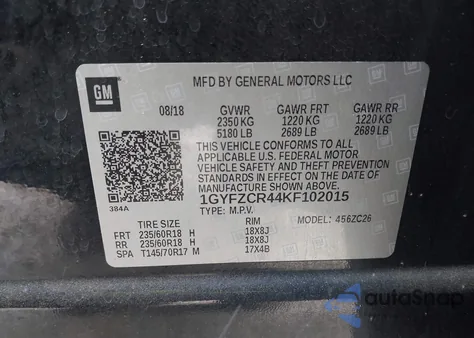 GM
MFD BY GENERAL MOTORS LLC
08/18 GVWR GAWR FRT GAWR RR
2350 KG 1220 KG 1220 KG
5180 LB 2689 LB 2689 LB
THIS VEHICLE CONFORMS TO ALL
APPLICABLE U.S. FEDERAL MOTOR
VEHICLE SAFETY AND THEFT
PREVENTION STANDARDS IN
EFFECT ON THE DATE OF
MANUFACTURE SHOWN ABOVE.
384A
1GYFZCR44KF102015
TYPE: M.P.V. MODEL: 456ZC26
TIRE SIZE RIM
FRT 235/60R18 H 18X8J
RR 235/60R18 H 18X8J
SPA T145/70R17 M 17X4B
autoSnap